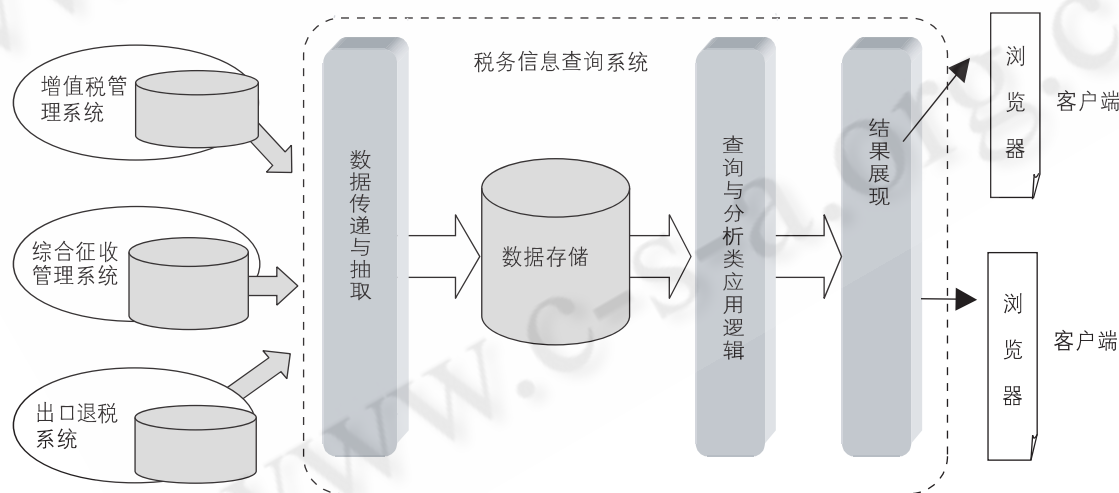 税务信息查询系统
增值税管
理系统
综合征收
管理系统
出口退税
系统
数据传递与抽取
数据存储
查询与分析类应用逻辑
结果展现
浏览器
客户端
浏览器
客户端
www.c-s-a.org.c